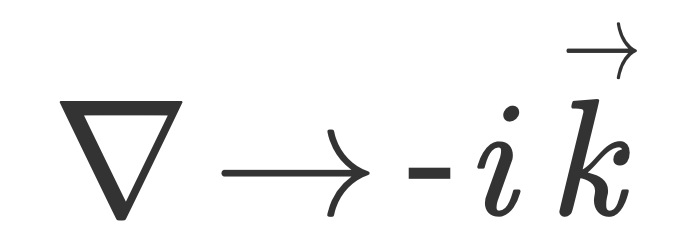 ∇ → - i k⃗